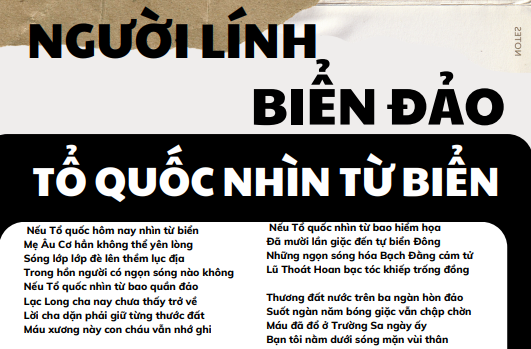 NGƯỜI LÍNH
NOTES
BIỂN ĐẢO
TỔ QUỐC NHÌN TỪ BIỂN
Nếu Tổ quốc hôm nay nhìn từ biển
Mẹ Âu Cơ hẳn không thể yên lòng
Sóng lớp lớp đè lên thềm lục địa
Trong hồn người có ngọn sóng nào không
Nếu Tổ quốc nhìn từ bao quần đảo
Lạc Long cha nay chưa thấy trở về
Lời cha dặn phải giữ từng thước đất
Máu xương này con cháu vẫn nhớ ghi
Nếu Tổ quốc nhìn từ bao hiểm họa
Đã mười lần giặc đến tự biển Đông
Những ngọn sóng hóa Bạch Đằng cảm tử
Lũ Thoát Hoan bạc tóc khiếp trống đồng
Thương đất nước trên ba ngàn hòn đảo
Suốt ngàn năm bóng giặc vẫn chập chờn
Máu đã đổ ở Trường Sa ngày ấy
Bạn tôi nằm dưới sóng mặn vùi thân